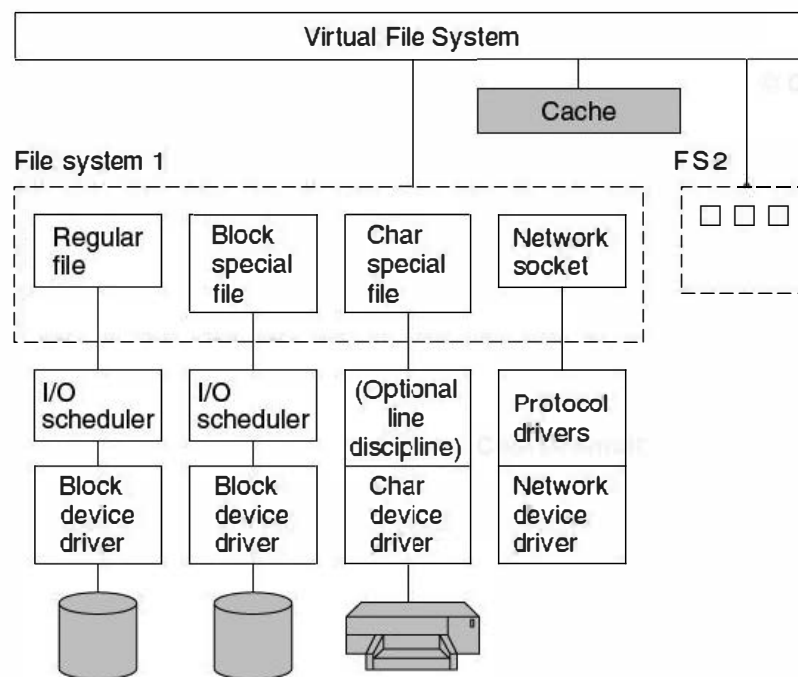 Virtual File System
Cache
File system 1
FS2
Regular
file
Block
special
file
Char
special
file
Network
socket
I/O
scheduler
I/O
scheduler
(Optional
line
discipline)
Protocol
drivers
Block
device
driver
Block
device
driver
Char
device
driver
Network
device
driver